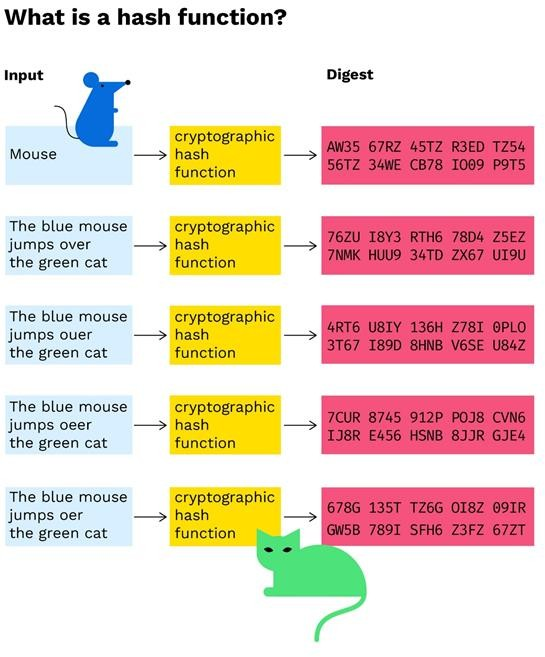 What is a hash function?
Input
Digest
Mouse
cryptographic
hash
function
AW35 67RZ 45TZ R3ED TZ54
56TZ 34WE CB78 IO09 P9T5
The blue mouse
jumps over
the green cat
cryptographic
hash
function
76ZU I8Y3 RTH6 78D4 Z5EZ
7NMK HUU9 34TD ZX67 UI9U
The blue mouse
jumps ouer
the green cat
cryptographic
hash
function
4RT6 U8IY 136H Z78I 0PLO
3T67 I89D 8HNB V6SE U84Z
The blue mouse
jumps oeer
the green cat
cryptographic
hash
function
7CUR 8745 912P POJ8 CVN6
IJ8R E456 HSNB 8JJR GJE4
The blue mouse
jumps oer
the green cat
cryptographic
hash
function
678G 135T TZ6G OI8Z 09IR
GW5B 789I SFH6 Z3FZ 67ZT